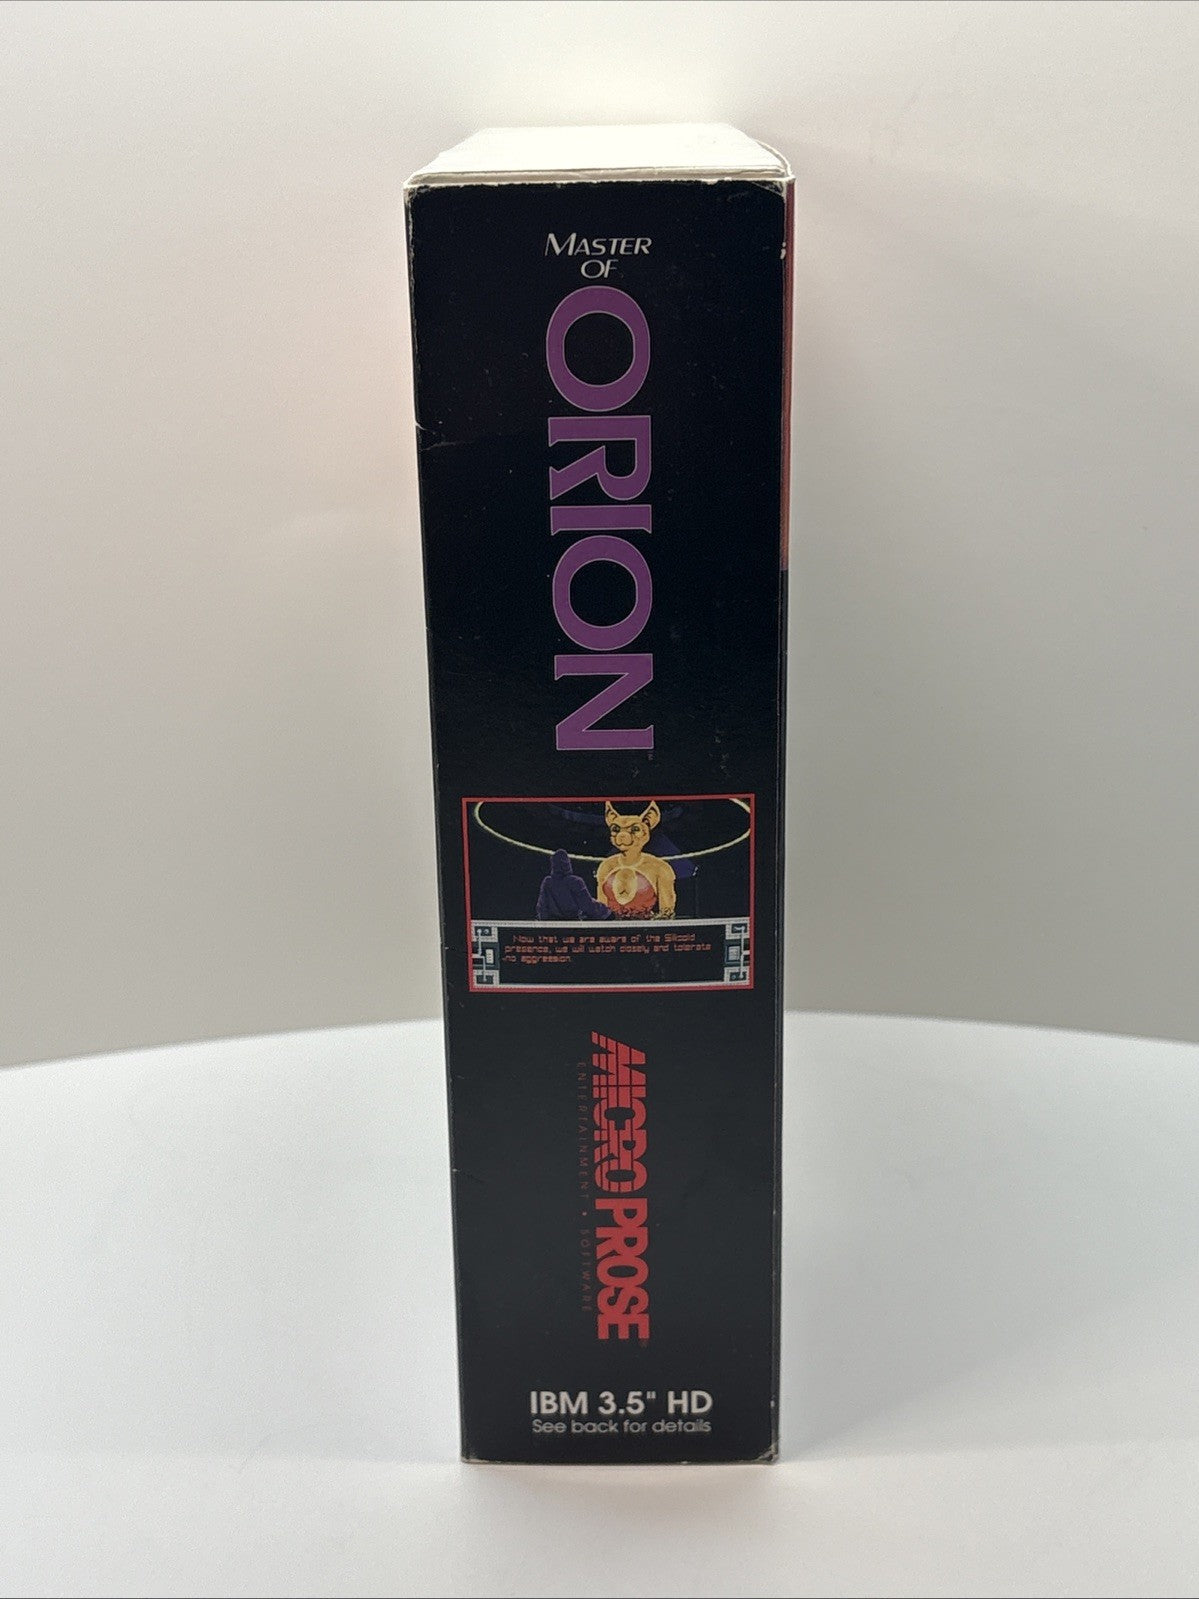 MASTER
OF
ORION™
Now that we are aware of the Silicoid
presence, we will watch closely and tolerate
no aggression.
MICROPROSE®
ENTERTAINMENT • SOFTWARE
IBM 3.5" HD
See back for details